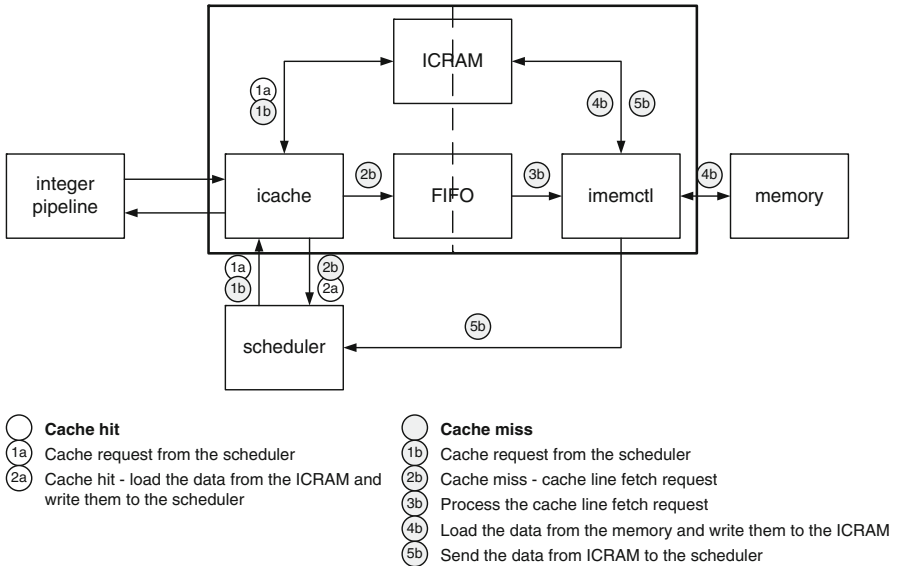 ICRAM
1a
1b
4b
5b
integer
pipeline
icache
2b
FIFO
3b
imemctl
4b
memory
1a
1b
2b
2a
5b
scheduler
Cache hit
1a Cache request from the scheduler
2a Cache hit - load the data from the ICRAM and
write them to the scheduler
Cache miss
1b Cache request from the scheduler
2b Cache miss - cache line fetch request
3b Process the cache line fetch request
4b Load the data from the memory and write them to the ICRAM
5b Send the data from ICRAM to the scheduler